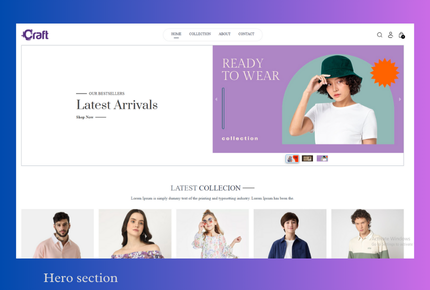 Craft
HOME COLLECTION ABOUT CONTACT
OUR BESTSELLERS
Latest Arrivals
Shop Now
READY
TO WEAR
collection
LATEST COLLECION
Lorem Ipsum is simply dummy text of the printing and typesetting industry. Lorem Ipsum has been the
Hero section